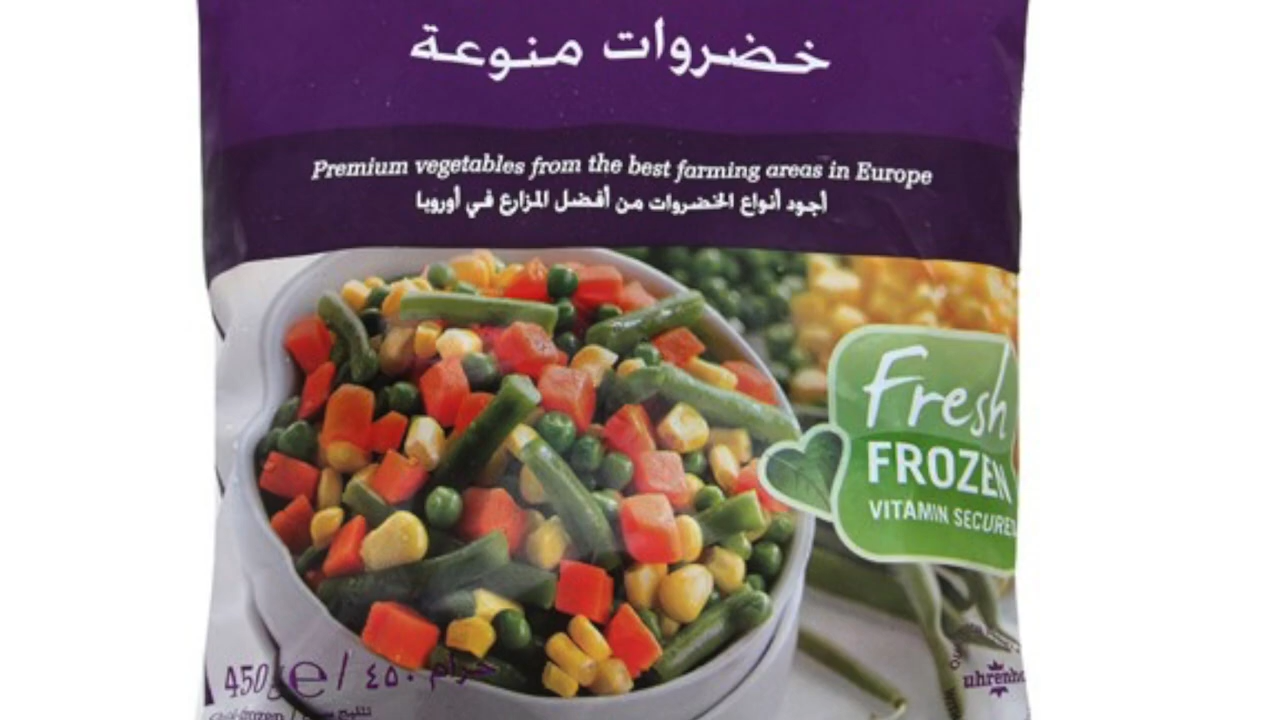 خضروات منوعة
Premium vegetables from the best farming areas in Europe
أجود أنواع الخضروات من أفضل المزارع في أوروبا
Fresh
FROZEN
VITAMIN SECURED
450g e / ٤٥٠ جرام